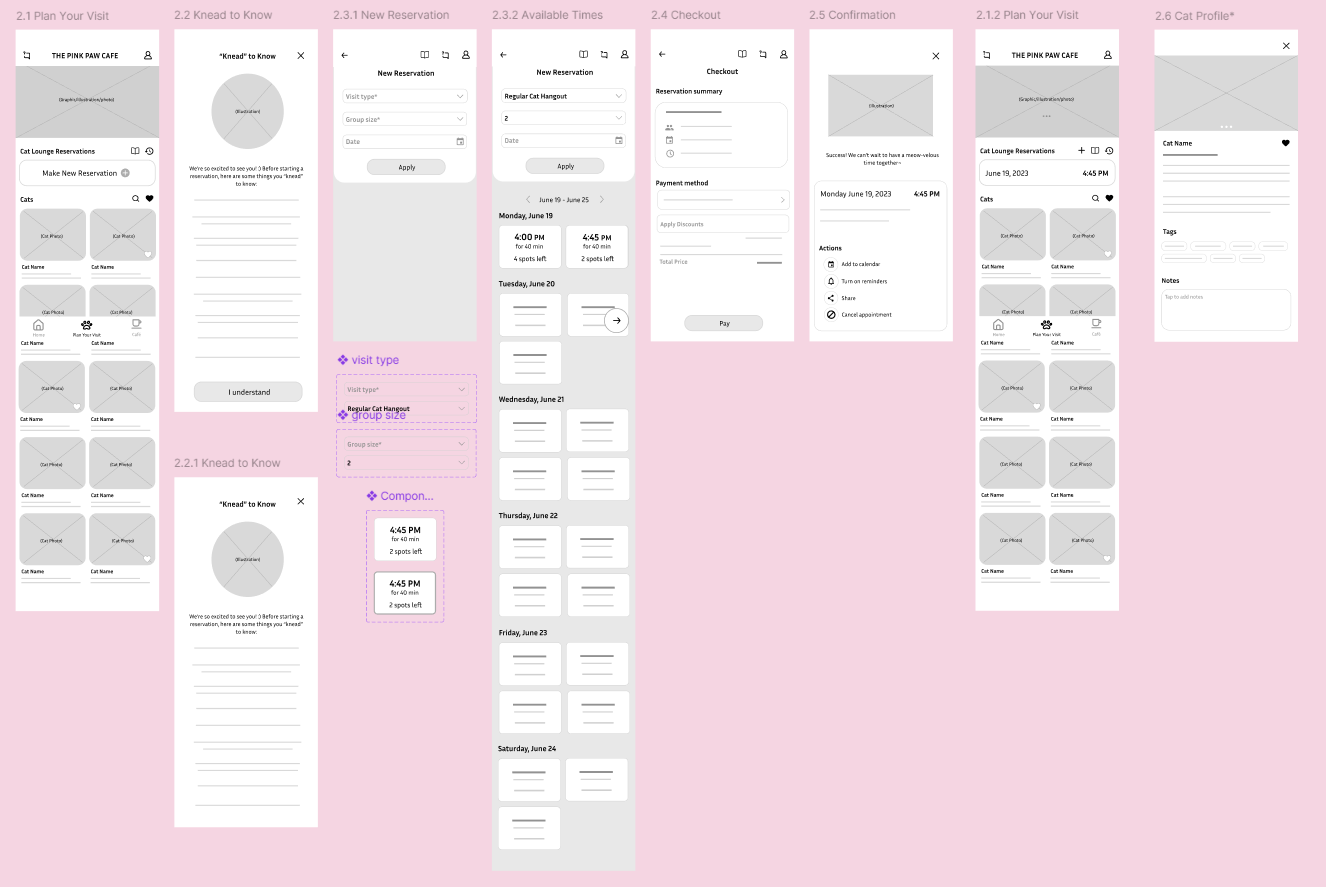 2.1 Plan Your Visit
THE PINK PAW CAFE
(Graphic/illustration/photo)
Cat Lounge Reservations
Make New Reservation
Cats
(Cat Photo)
(Cat Photo)
Cat Name
Cat Name
(Cat Photo)
(Cat Photo)
Home
Plan Your Visit
Café
Cat Name
Cat Name
(Cat Photo)
(Cat Photo)
Cat Name
Cat Name
(Cat Photo)
(Cat Photo)
Cat Name
Cat Name
(Cat Photo)
(Cat Photo)
Cat Name
Cat Name
2.2 Knead to Know
“Knead” to Know
(Illustration)
We're so excited to see you! :) Before starting a
reservation, here are some things you “knead”
to know:
I understand
2.2.1 Knead to Know
“Knead” to Know
(Illustration)
We're so excited to see you! :) Before starting a
reservation, here are some things you “knead”
to know:
2.3.1 New Reservation
New Reservation
Visit type*
Group size*
Date
Apply
visit type
Visit type*
Regular Cat Hangout
group size
Group size*
2
Compon...
4:45 PM
for 40 min
2 spots left
4:45 PM
for 40 min
2 spots left
2.3.2 Available Times
New Reservation
Regular Cat Hangout
2
Date
Apply
June 19 - June 25
Monday, June 19
4:00 PM
for 40 min
4 spots left
4:45 PM
for 40 min
2 spots left
Tuesday, June 20
Wednesday, June 21
Thursday, June 22
Friday, June 23
Saturday, June 24
2.4 Checkout
Checkout
Reservation summary
Payment method
Apply Discounts
Total Price
Pay
2.5 Confirmation
(Illustration)
Success! We can't wait to have a meow-velous
time together~
Monday June 19, 2023
4:45 PM
Actions
Add to calendar
Turn on reminders
Share
Cancel appointment
2.1.2 Plan Your Visit
THE PINK PAW CAFE
(Graphic/illustration/photo)
Cat Lounge Reservations
June 19, 2023
4:45 PM
Cats
(Cat Photo)
(Cat Photo)
Cat Name
Cat Name
(Cat Photo)
(Cat Photo)
Home
Plan Your Visit
Café
Cat Name
Cat Name
(Cat Photo)
(Cat Photo)
Cat Name
Cat Name
(Cat Photo)
(Cat Photo)
Cat Name
Cat Name
(Cat Photo)
(Cat Photo)
Cat Name
Cat Name
2.6 Cat Profile*
Cat Name
Tags
Notes
Tap to add notes